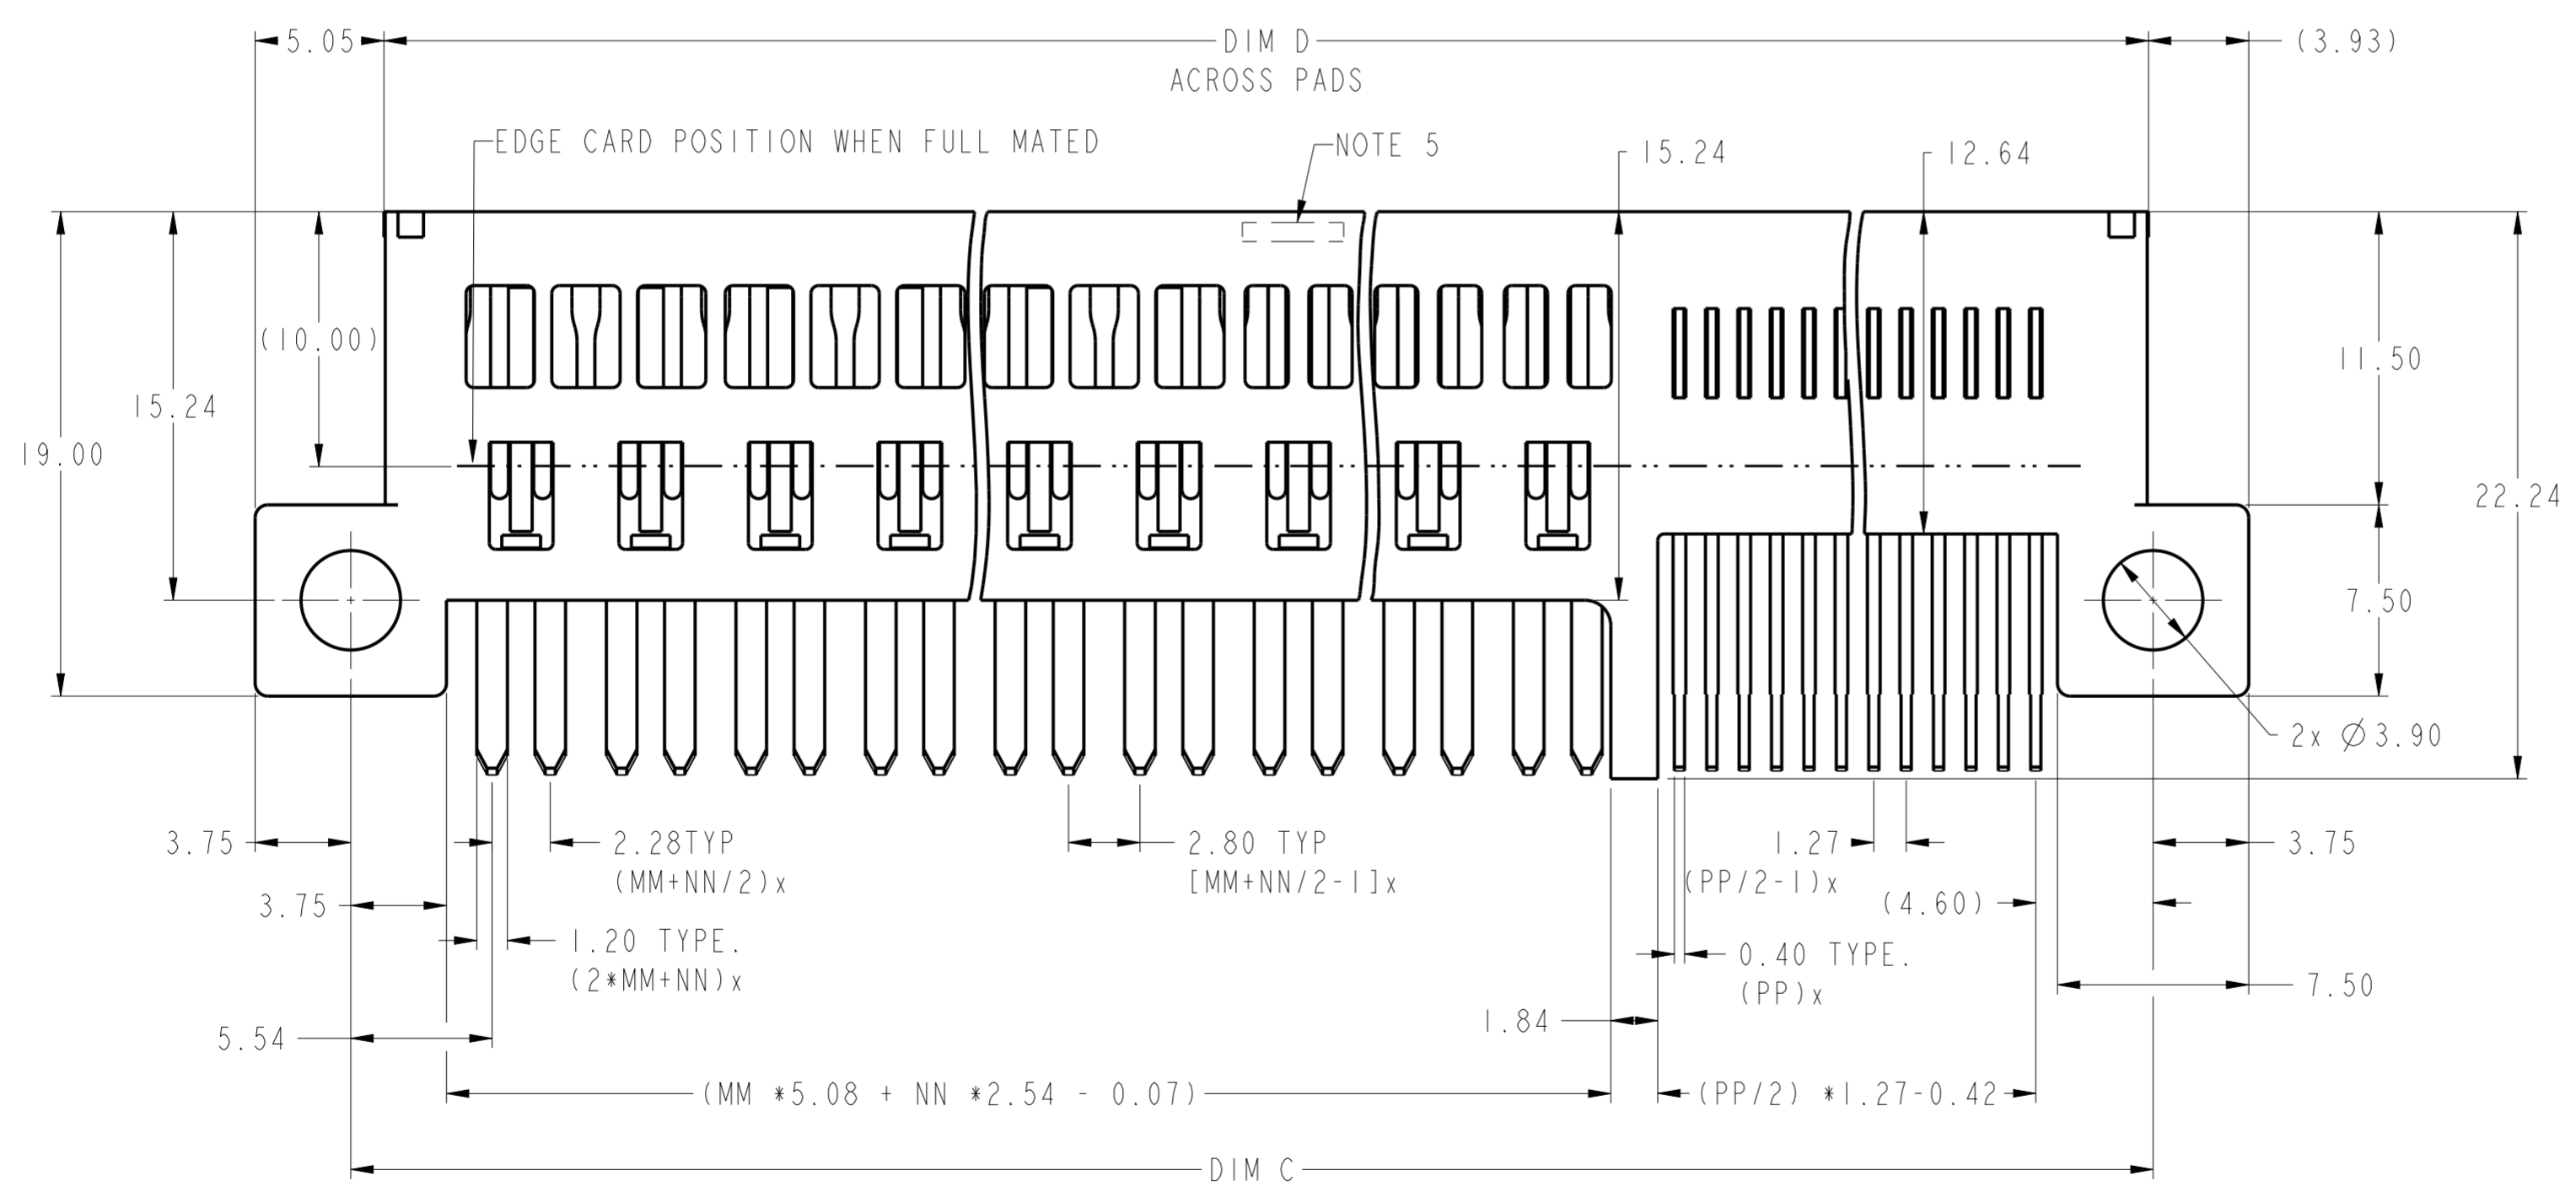 5.05
DIM D
(3.93)
ACROSS PADS
EDGE CARD POSITION WHEN FULL MATED
NOTE 5
15.24
12.64
(10.00)
11.50
15.24
19.00
22.24
7.50
2x Ø3.90
3.75
2.28TYP
(MM+NN/2)x
2.80 TYP
[MM+NN/2-1]x
1.27
(PP/2-1)x
3.75
3.75
(4.60)
1.20 TYPE.
(2*MM+NN)x
0.40 TYPE.
(PP)x
7.50
1.84
5.54
(MM *5.08 + NN *2.54 - 0.07)
(PP/2) *1.27-0.42
DIM C